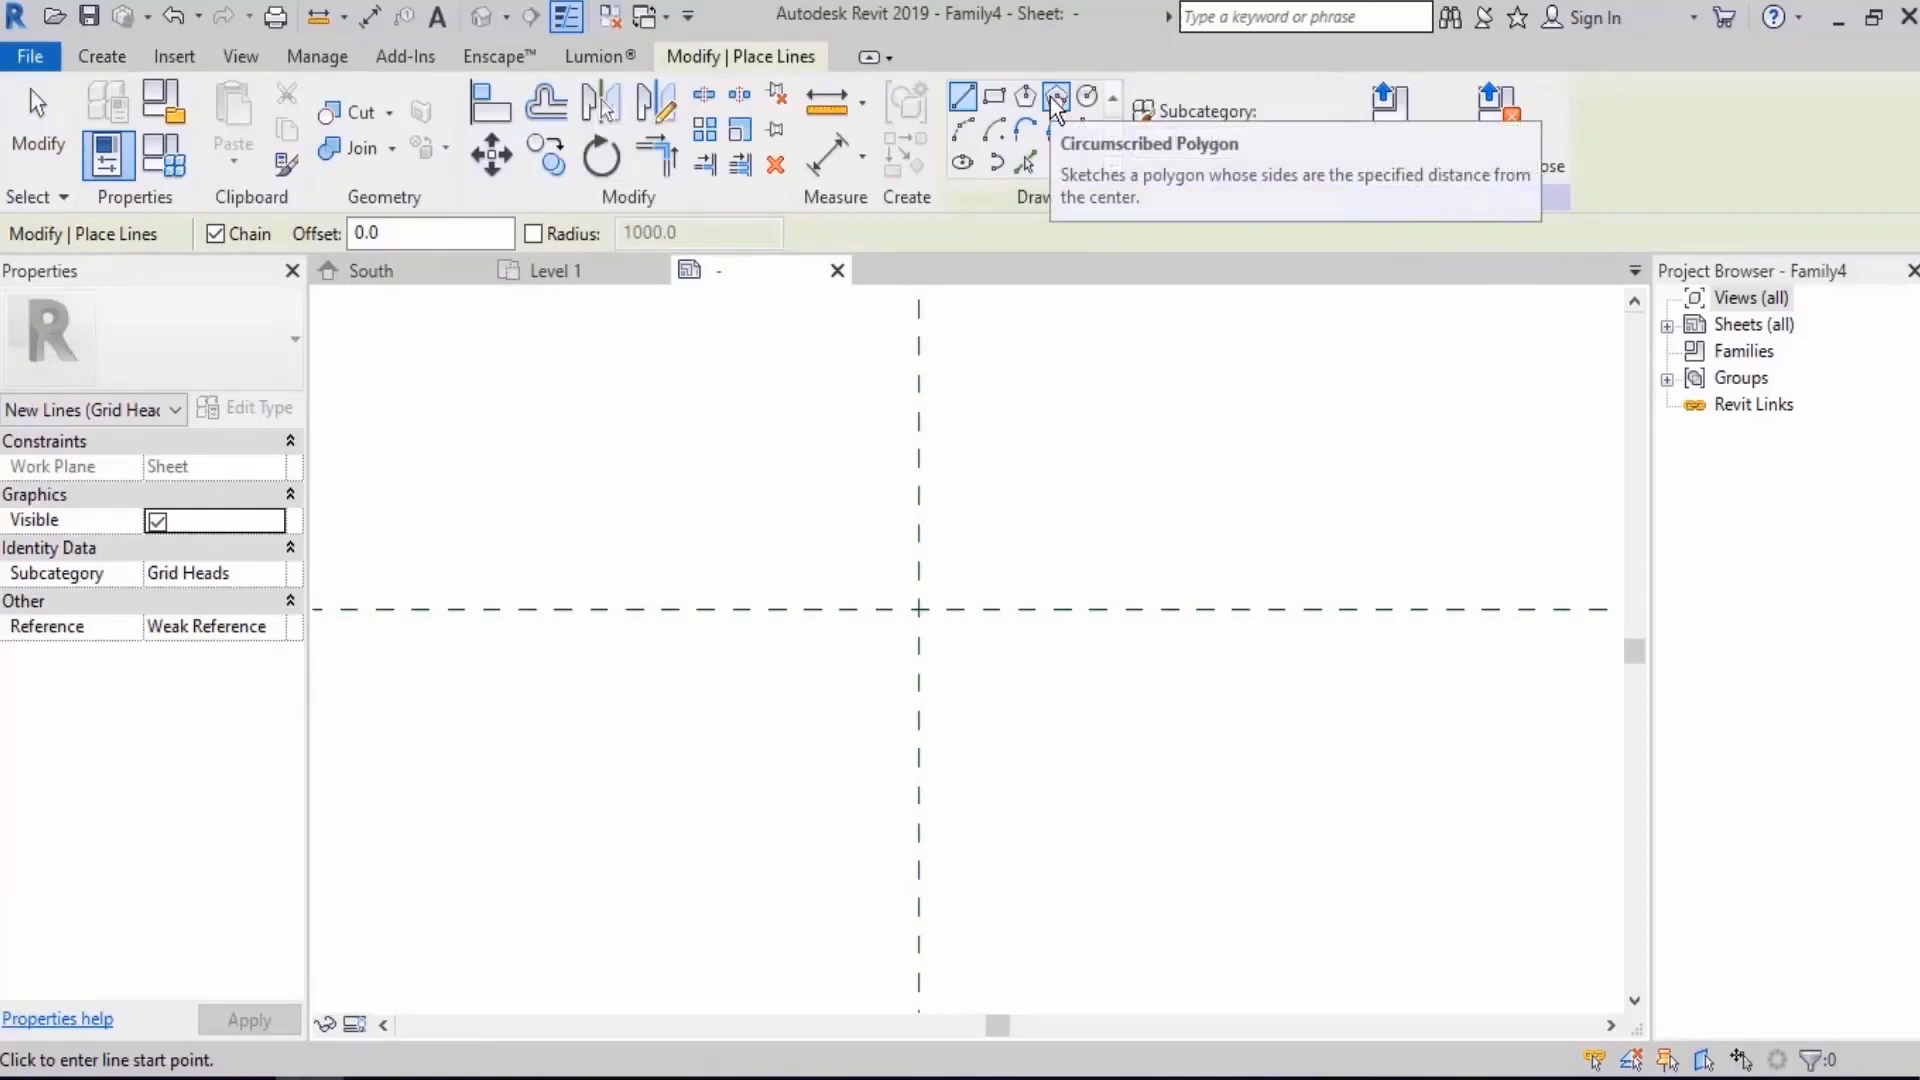 Autodesk Revit 2019 - Family4 - Sheet: -
Type a keyword or phrase
Sign In
File
Create
Insert
View
Manage
Add-Ins
Enscape™
Lumion®
Modify | Place Lines
Modify
Paste
Cut
Join
Subcategory:
Circumscribed Polygon
Sketches a polygon whose sides are the specified distance from
the center.
ose
Select
Properties
Clipboard
Geometry
Modify
Measure
Create
Draw
Modify | Place Lines
Chain
Offset:
0.0
Radius:
1000.0
Properties
South
Level 1
-
Project Browser - Family4
R
New Lines (Grid Heac
Edit Type
Constraints
Work Plane
Sheet
Graphics
Visible
Identity Data
Subcategory
Grid Heads
Other
Reference
Weak Reference
Views (all)
Sheets (all)
Families
Groups
Revit Links
Properties help
Apply
Click to enter line start point.
:0